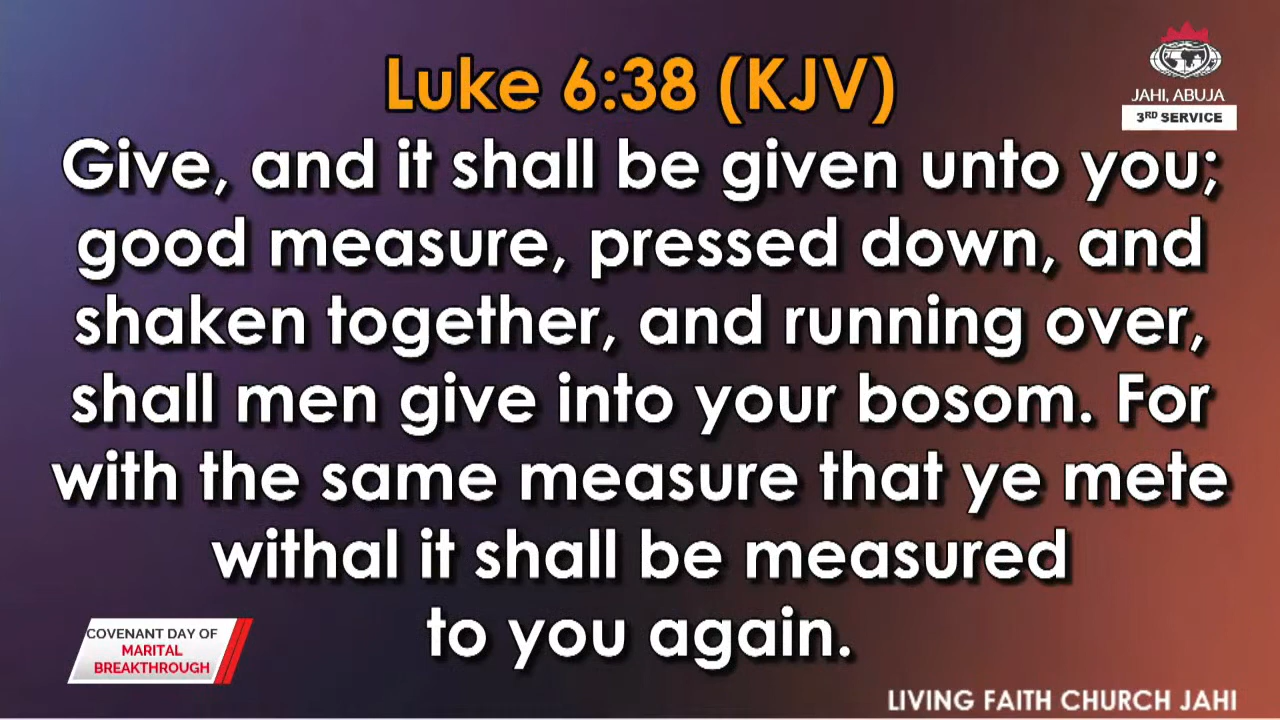 Luke 6:38 (KJV)
JAHI, ABUJA
3RD SERVICE
Give, and it shall be given unto you;
good measure, pressed down, and
shaken together, and running over,
shall men give into your bosom. For
with the same measure that ye mete
withal it shall be measured
to you again.
COVENANT DAY OF
MARITAL
BREAKTHROUGH
LIVING FAITH CHURCH JAHI